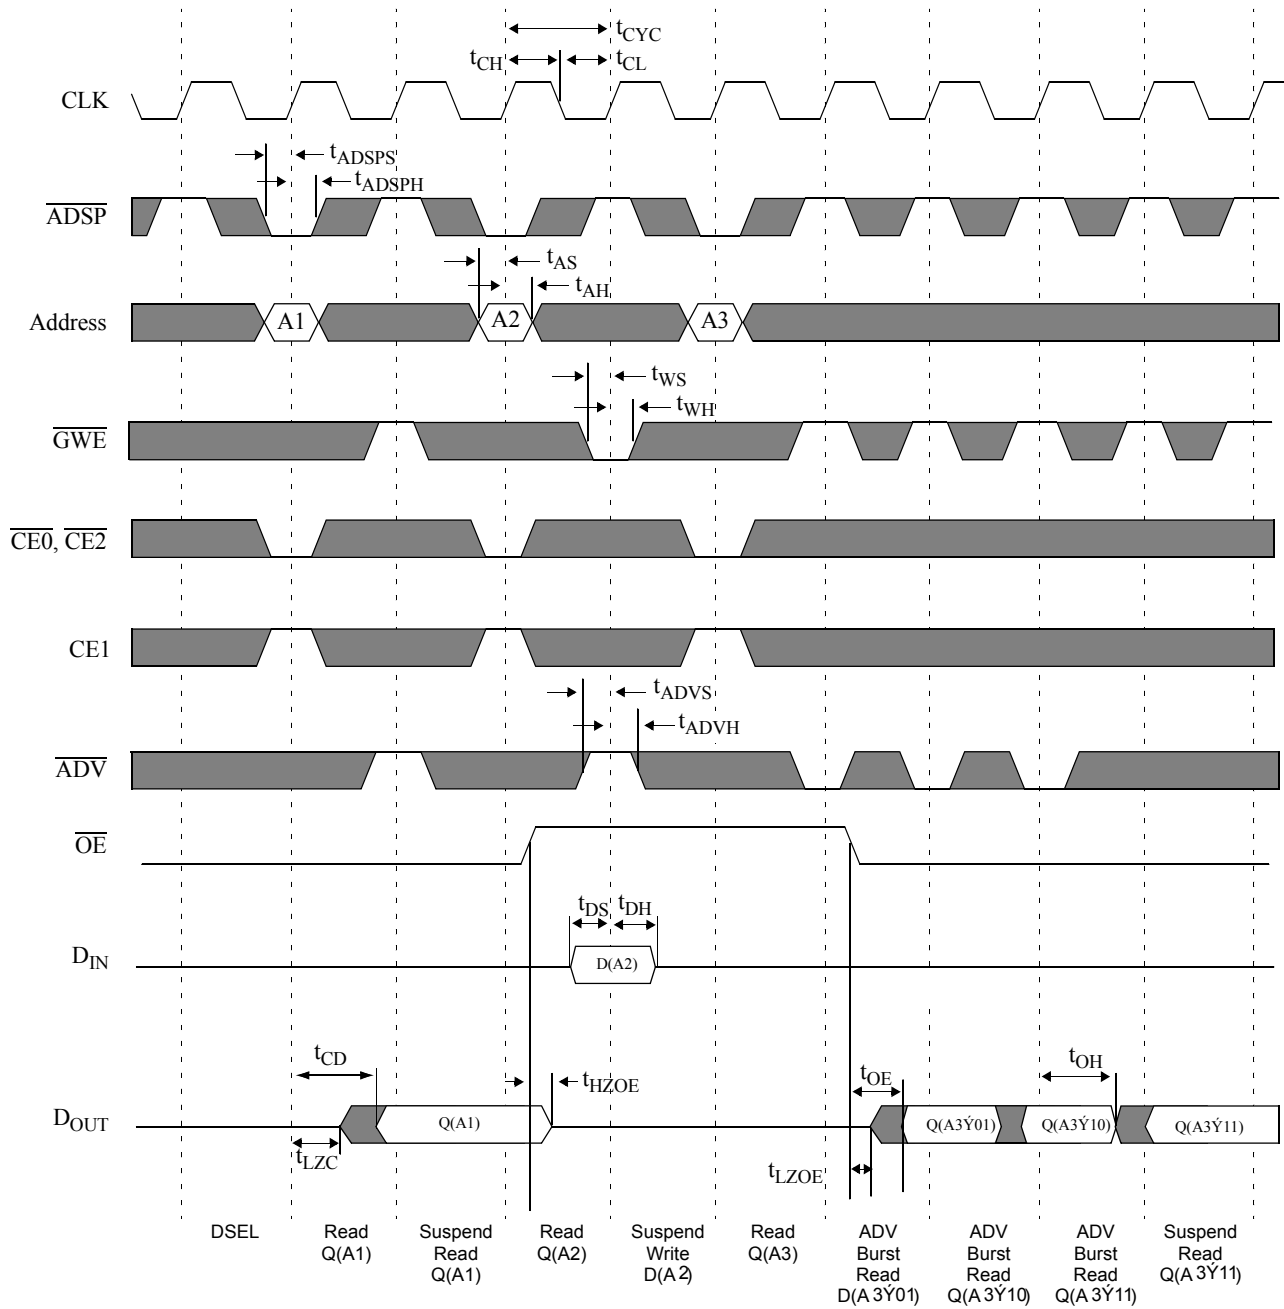 tCYC
tCH
tCL
CLK
tADSPS
tADSPH
ADSP
tAS
tAH
Address
A1
A2
A3
tWS
tWH
GWE
CE0, CE2
CE1
tADVS
tADVH
ADV
OE
tDS
tDH
DIN
D(A2)
tCD
tHZOE
tOE
tOH
DOUT
Q(A1)
Q(A3Ý01)
Q(A3Ý10)
Q(A3Ý11)
tLZC
tLZOE
DSEL
Read
Q(A1)
Suspend
Read
Q(A1)
Read
Q(A2)
Suspend
Write
D(A2)
Read
Q(A3)
ADV
Burst
Read
D(A3Ý01)
ADV
Burst
Read
Q(A3Ý10)
ADV
Burst
Read
Q(A3Ý11)
Suspend
Read
Q(A3Ý11)